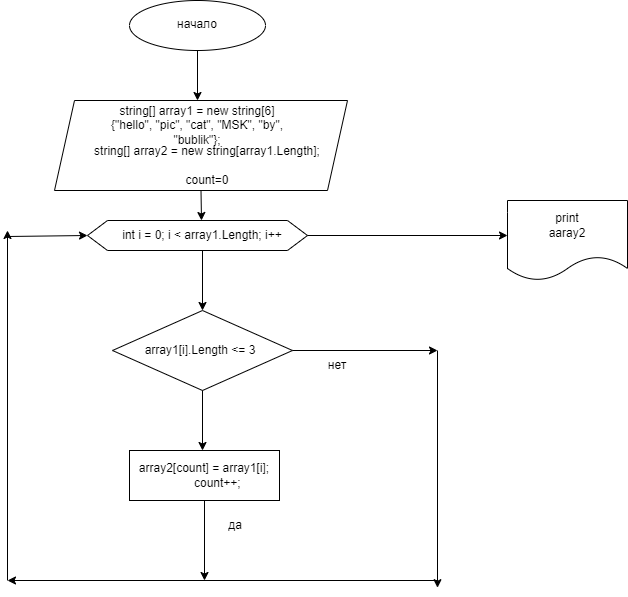 начало
string[] array1 = new string[6]
{"hello", "pic", "cat", "MSK", "by",
"bublik"};
string[] array2 = new string[array1.Length];
count=0
int i = 0; i < array1.Length; i++
print
aaray2
array1[i].Length <= 3
нет
array2[count] = array1[i];
count++;
да